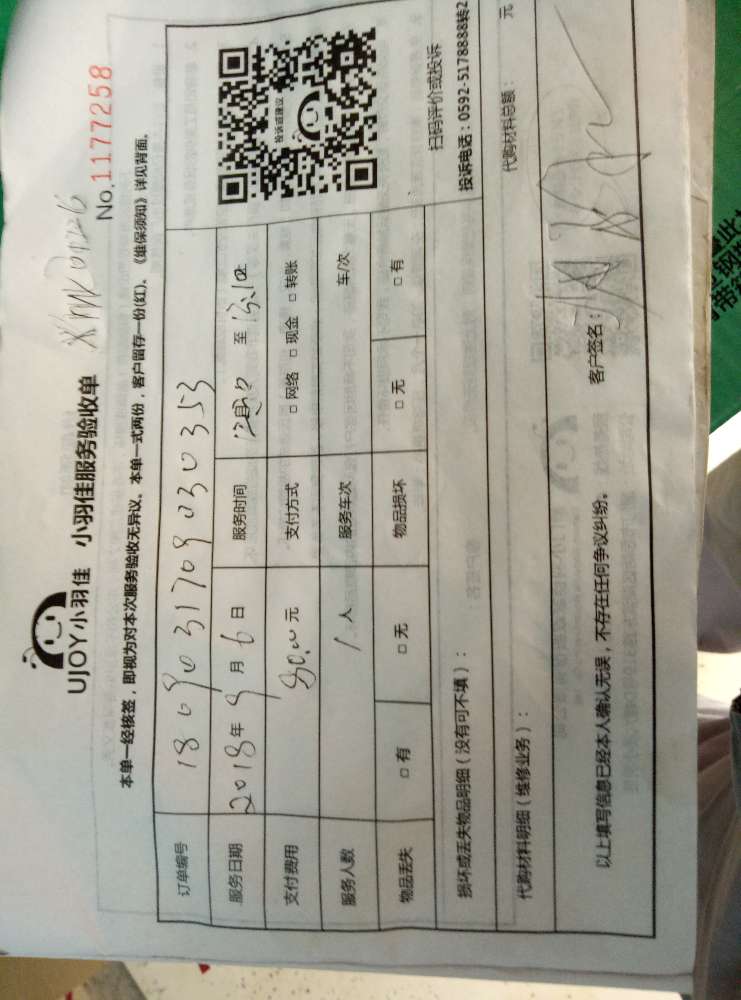 UJOY小羽佳 小羽佳服务验收单
No.1177258
本单一经核签，即视为对本次服务验收无异议。本单一式两份，客户留存一份(红)。《维保须知》详见背面。
订单编号 1809031709030353
服务日期 2018年9月6日 服务时间 至
支付费用 80.00元 支付方式 □网络 □现金 □转账
服务人数 1人 服务车次 车/次
物品丢失 □有 □无 物品损坏 □无 □有
投诉或建议
扫码评价或投诉
投诉电话：0592-5178888转2
损坏或丢失物品明细（没有可不填）：
代购材料明细（维修业务）： 代购材料总额： 元
以上填写信息已经本人确认无误，不存在任何争议纠纷。 客户签名：